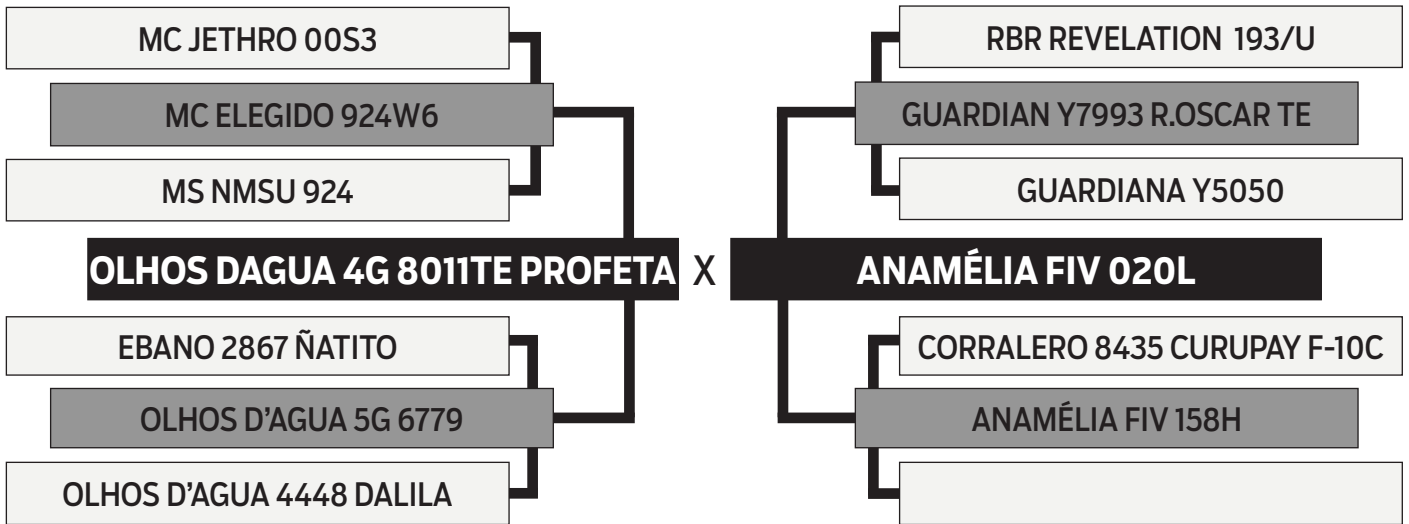 MC JETHRO 00S3
MC ELEGIDO 924W6
MS NMSU 924
OLHOS DAGUA 4G 8011TE PROFETA
EBANO 2867 ÑATITO
OLHOS D’AGUA 5G 6779
OLHOS D’AGUA 4448 DALILA
X
RBR REVELATION 193/U
GUARDIAN Y7993 R.OSCAR TE
GUARDIANA Y5050
ANAMÉLIA FIV 020L
CORRALERO 8435 CURUPAY F-10C
ANAMÉLIA FIV 158H